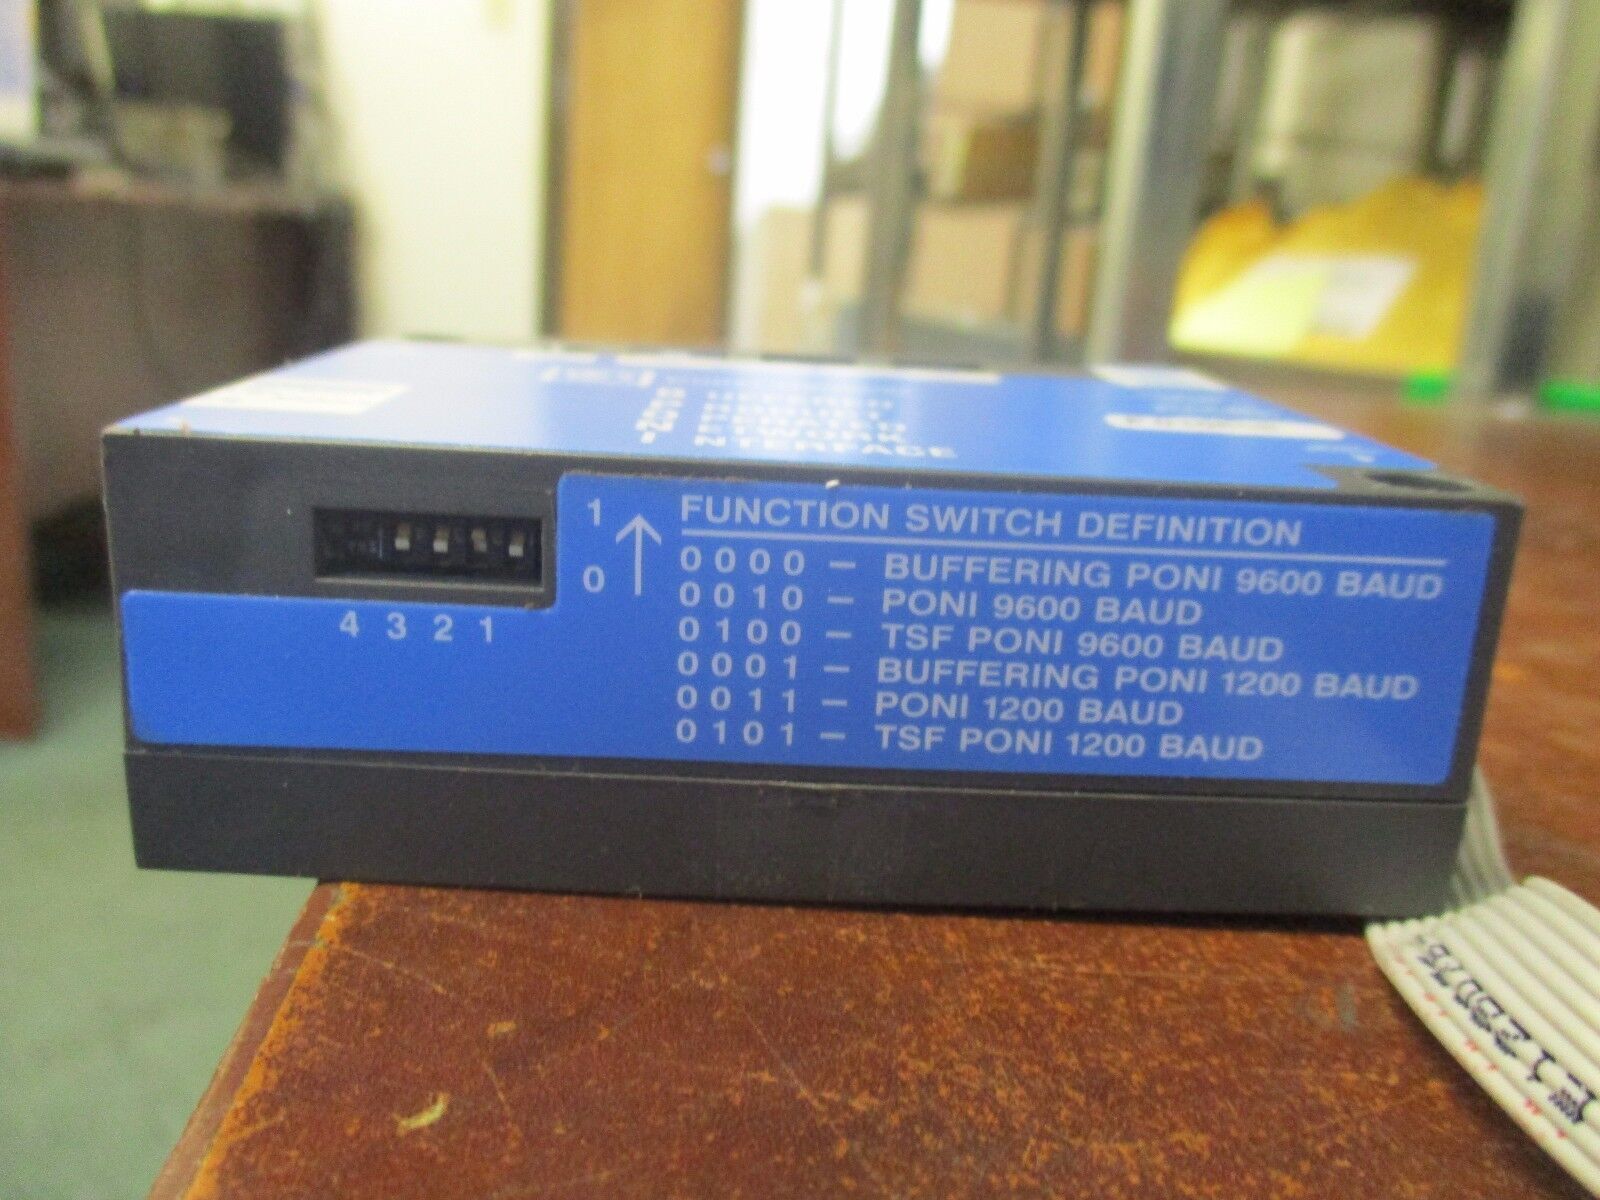 INTERFACE
1
0
4 3 2 1
FUNCTION SWITCH DEFINITION
0000 – BUFFERING PONI 9600 BAUD
0010 – PONI 9600 BAUD
0100 – TSF PONI 9600 BAUD
0001 – BUFFERING PONI 1200 BAUD
0011 – PONI 1200 BAUD
0101 – TSF PONI 1200 BAUD